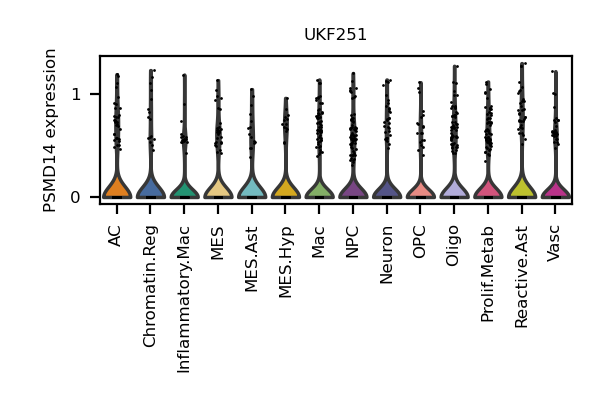 UKF251
PSMD14 expression
1
0
AC
Chromatin.Reg
Inflammatory.Mac
MES
MES.Ast
MES.Hyp
Mac
NPC
Neuron
OPC
Oligo
Prolif.Metab
Reactive.Ast
Vasc